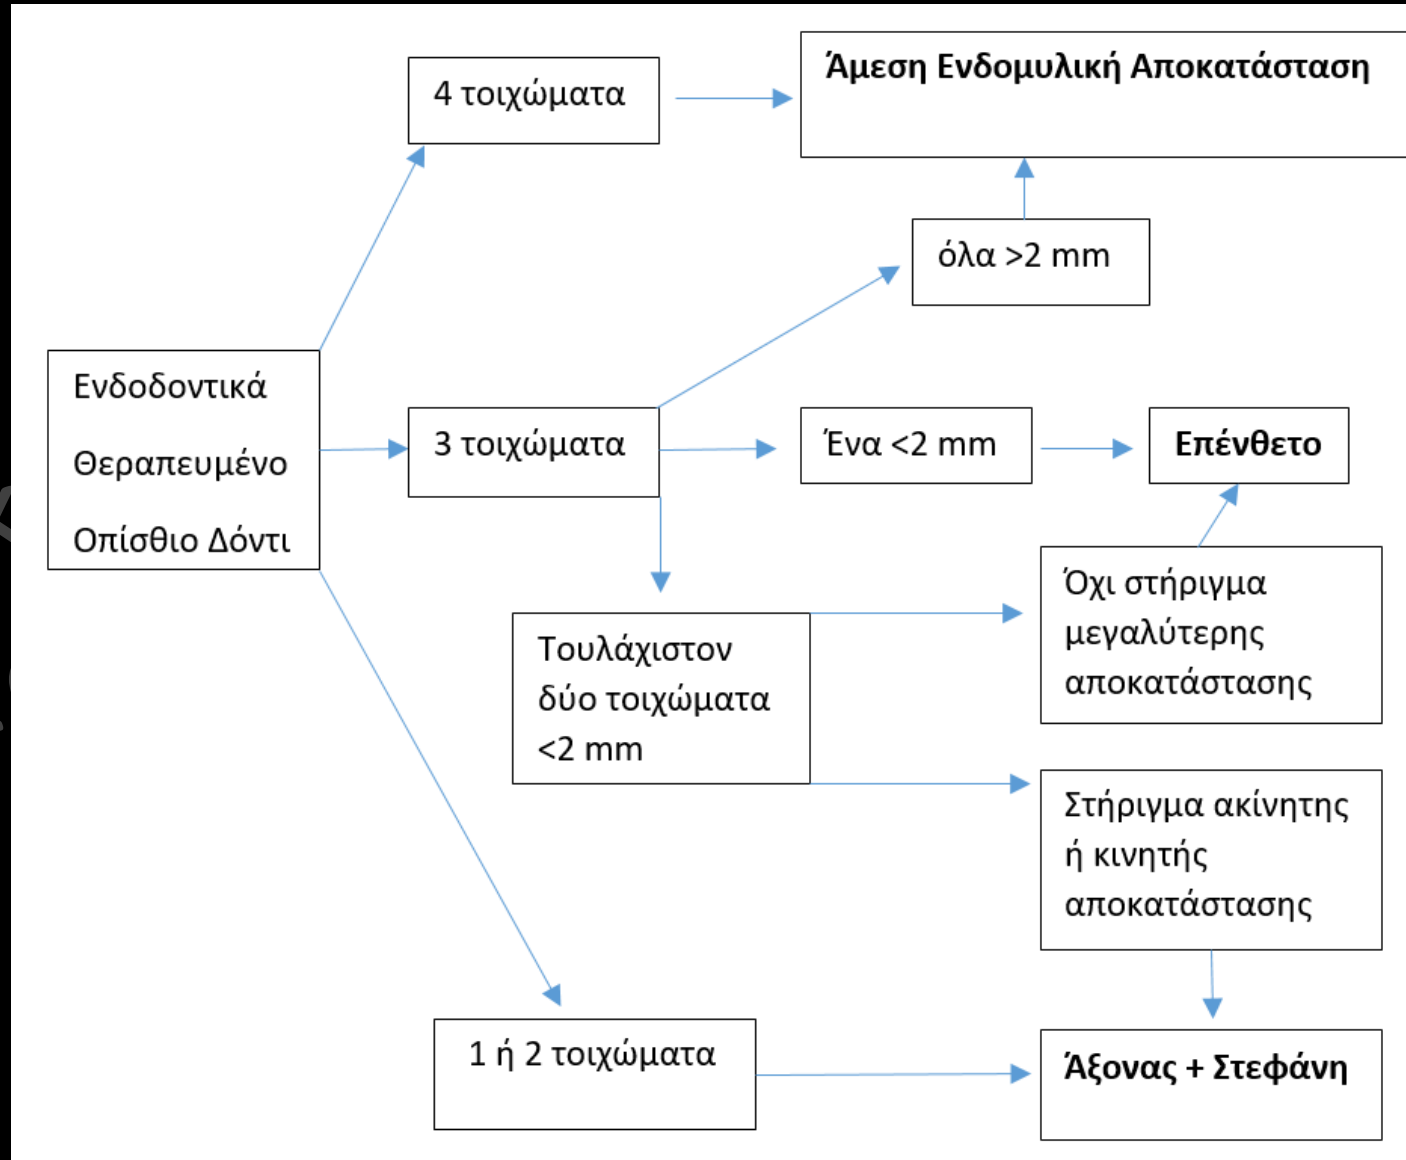 Άμεση Ενδομυλική Αποκατάσταση
4 τοιχώματα
όλα >2 mm
Ενδοδοντικά
Θεραπευμένο
Οπίσθιο Δόντι
3 τοιχώματα
Ένα <2 mm
Επένθετο
Τουλάχιστον
δύο τοιχώματα
<2 mm
Όχι στήριγμα
μεγαλύτερης
αποκατάστασης
Στήριγμα ακίνητης
ή κινητής
αποκατάστασης
1 ή 2 τοιχώματα
Άξονας + Στεφάνη